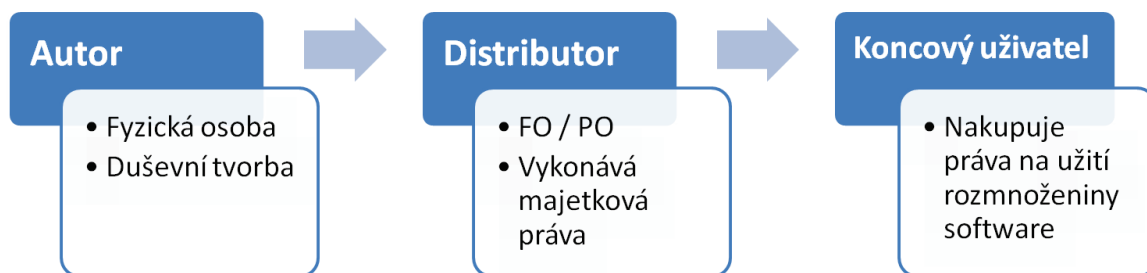 Autor
• Fyzická osoba
• Duševní tvorba
Distributor
• FO / PO
• Vykonává
majetková
práva
Koncový uživatel
• Nakupuje
práva na užití
rozmnoženiny
software